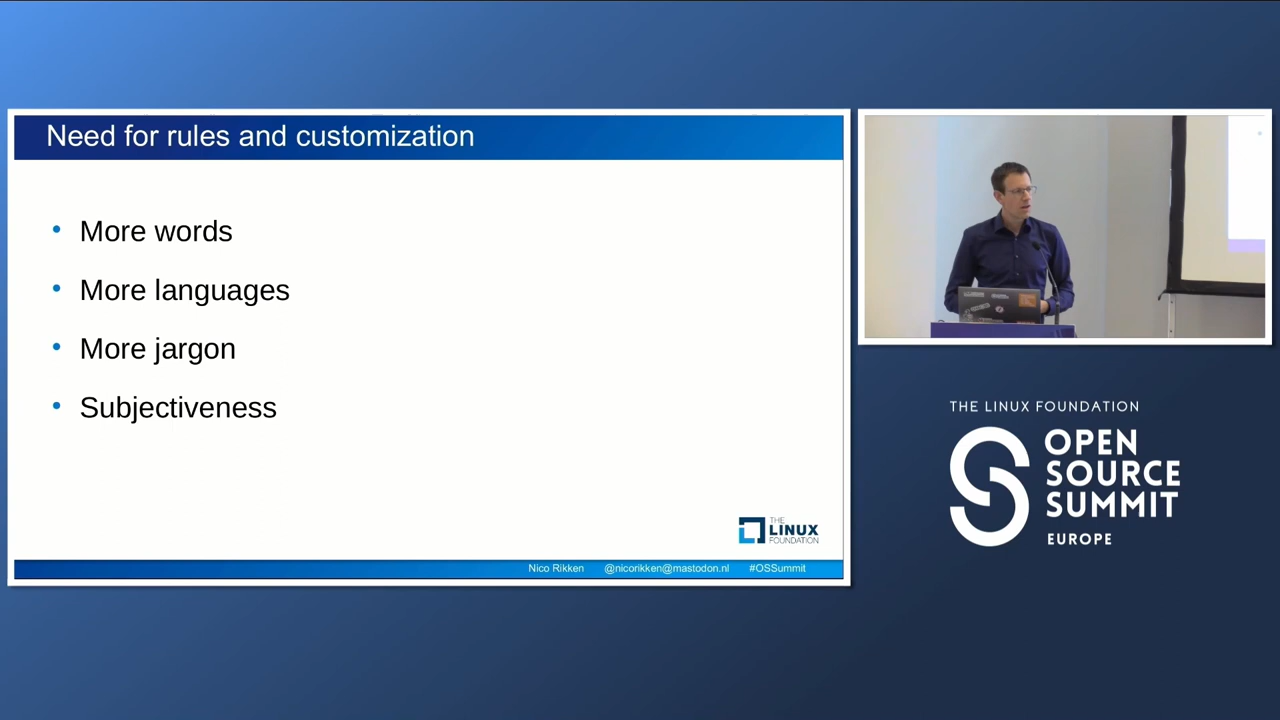 Need for rules and customization
• More words
• More languages
• More jargon
• Subjectiveness
THE
LINUX
FOUNDATION
Nico Rikken @nicorikken@mastodon.nl #OSSummit
THE LINUX FOUNDATION
OPEN
SOURCE
SUMMIT
EUROPE